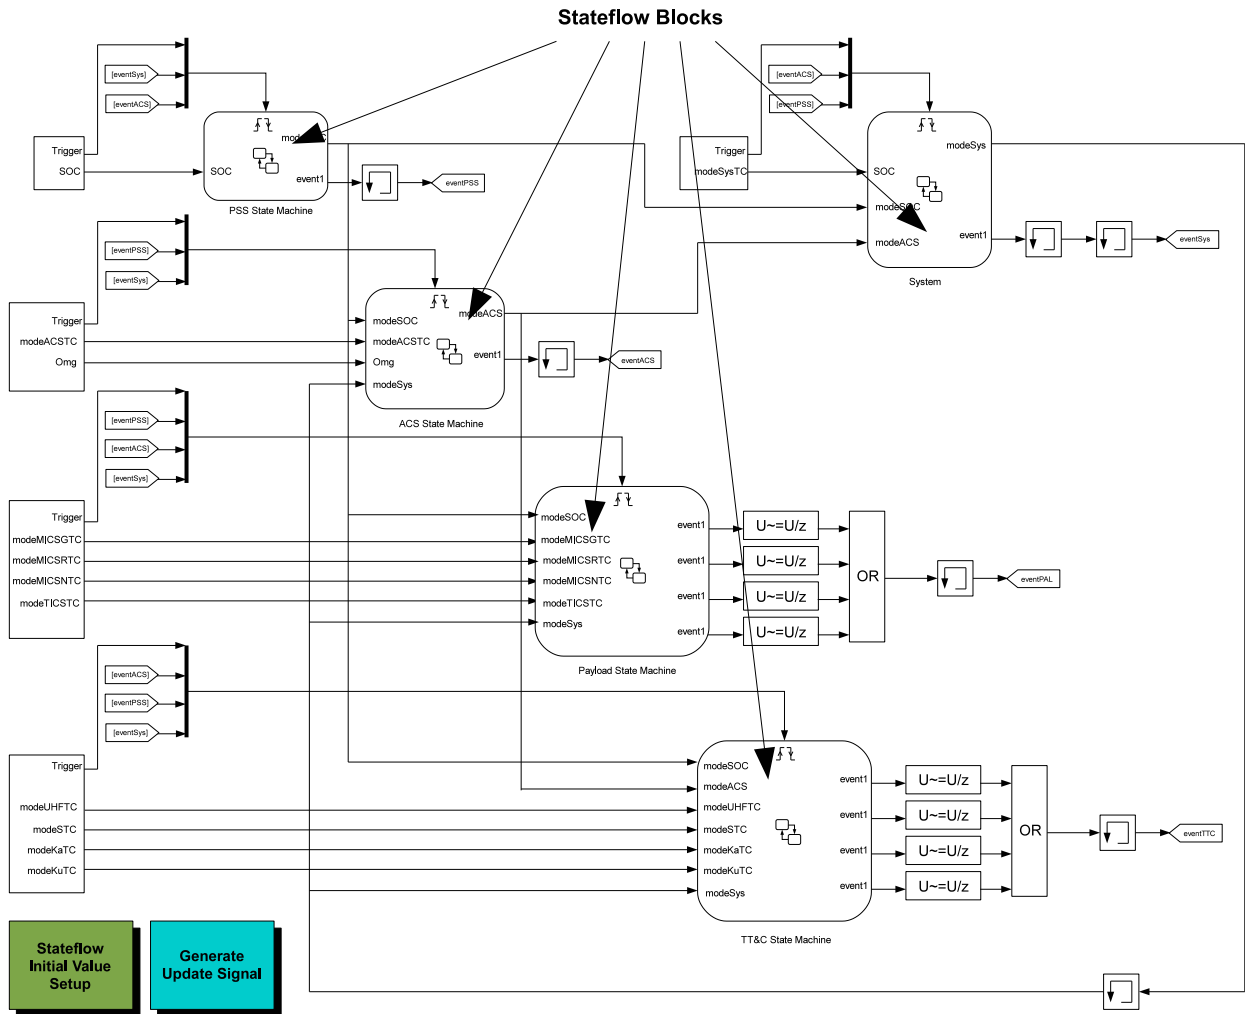 Stateflow Blocks
[eventSys]
[eventACS]
Trigger
SOC
SOC
event1
PSS State Machine
eventPSS
[eventACS]
[eventPSS]
Trigger
modeSysTC
modeSys
SOC
modeSOC
modeACS
event1
System
eventSys
[eventPSS]
[eventSys]
Trigger
modeACSTC
Omg
modeACS
modeSOC
modeACSTC
Omg
modeSys
event1
ACS State Machine
eventACS
[eventPSS]
[eventACS]
[eventSys]
Trigger
modeMICSGTC
modeMICSRTC
modeMICSNTC
modeTICSTC
modeSOC
modeMICSGTC
modeMICSRTC
modeMICSNTC
modeTICSTC
modeSys
event1
event1
event1
event1
Payload State Machine
U~=U/z
U~=U/z
U~=U/z
U~=U/z
OR
eventPAL
[eventACS]
[eventPSS]
[eventSys]
Trigger
modeUHFTC
modeSTC
modeKaTC
modeKuTC
modeSOC
modeACS
modeUHFTC
modeSTC
modeKaTC
modeKuTC
modeSys
event1
event1
event1
event1
TT&C State Machine
U~=U/z
U~=U/z
U~=U/z
U~=U/z
OR
eventTTC
Stateflow
Initial Value
Setup
Generate
Update Signal